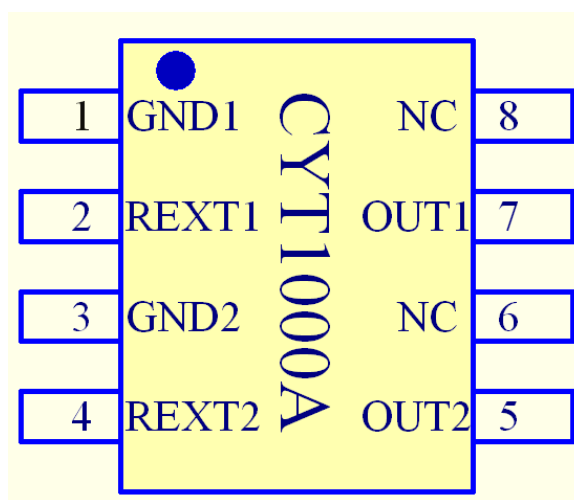 1 GND1 NC 8
2 REXT1 OUT1 7
3 GND2 NC 6
4 REXT2 OUT2 5
CYT1000A